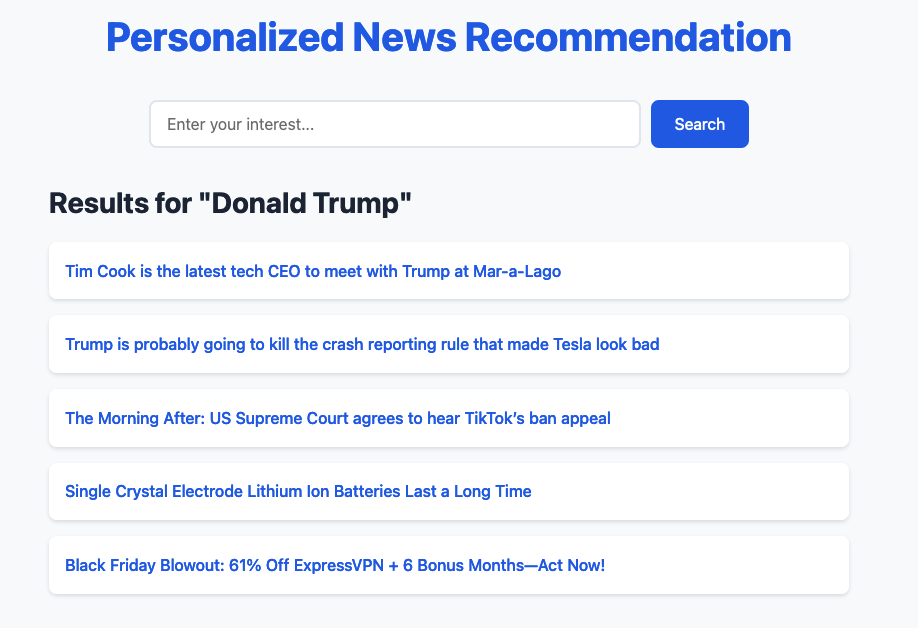 Personalized News Recommendation
Enter your interest...
Search
Results for "Donald Trump"
Tim Cook is the latest tech CEO to meet with Trump at Mar-a-Lago
Trump is probably going to kill the crash reporting rule that made Tesla look bad
The Morning After: US Supreme Court agrees to hear TikTok’s ban appeal
Single Crystal Electrode Lithium Ion Batteries Last a Long Time
Black Friday Blowout: 61% Off ExpressVPN + 6 Bonus Months—Act Now!